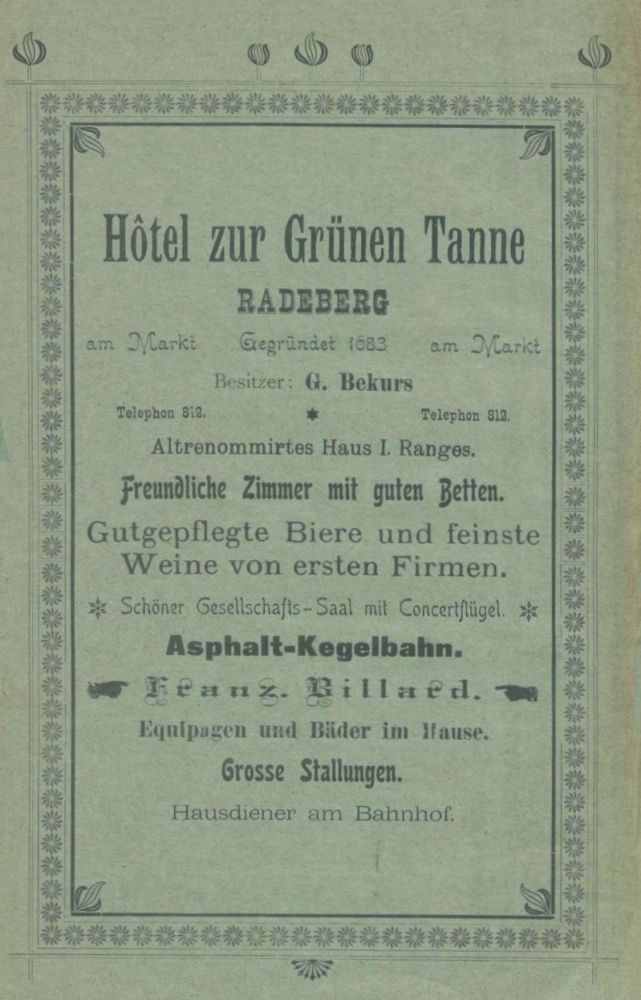 Hôtel zur Grünen Tanne
RADEBERG
am Markt Gegründet 1683 am Markt
Besitzer: G. Bekurs
Telephon 812. Telephon 812.
Altrenommirtes Haus I. Ranges.
Freundliche Zimmer mit guten Betten.
Gutgepflegte Biere und feinste
Weine von ersten Firmen.
Schöner Gesellschafts-Saal mit Concertflügel.
Asphalt-Kegelbahn.
Franz. Billard.
Equipagen und Bäder im Hause.
Grosse Stallungen.
Hausdiener am Bahnhof.